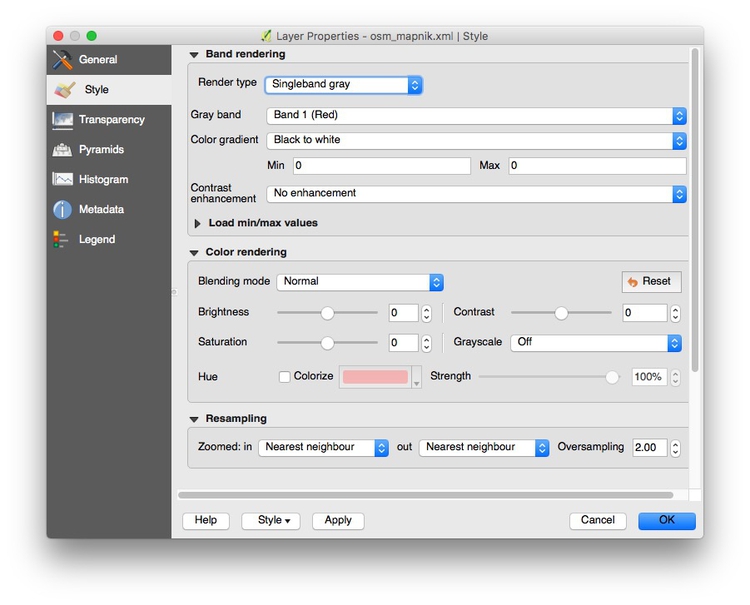 Layer Properties - osm_mapnik.xml | Style
General
Style
Transparency
Pyramids
Histogram
Metadata
Legend
Band rendering
Render type Singleband gray
Gray band Band 1 (Red)
Color gradient Black to white
Min 0 Max 0
Contrast
enhancement No enhancement
Load min/max values
Color rendering
Blending mode Normal Reset
Brightness 0 Contrast 0
Saturation 0 Grayscale Off
Hue Colorize Strength 100%
Resampling
Zoomed: in Nearest neighbour out Nearest neighbour Oversampling 2.00
Help Style Apply Cancel OK